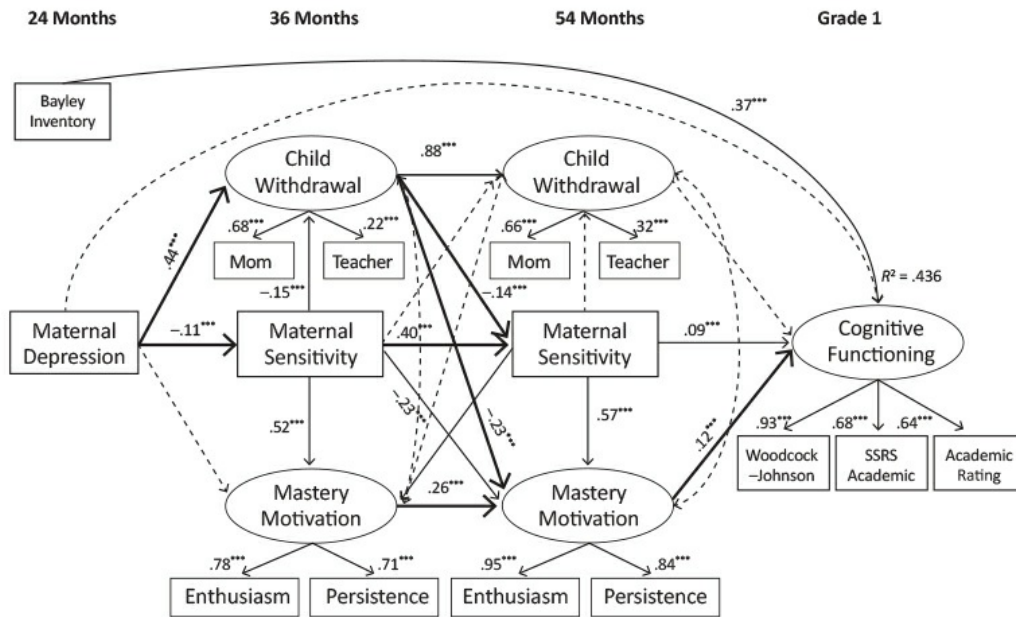 24 Months
36 Months
54 Months
Grade 1
Bayley
Inventory
.37***
Child
Withdrawal
.88***
Child
Withdrawal
.68***
.22***
.66***
.32***
Mom
Teacher
Mom
Teacher
.44***
–.15***
–.14***
R² = .436
Maternal
Depression
–.11***
Maternal
Sensitivity
.40***
Maternal
Sensitivity
.09***
Cognitive
Functioning
.52***
–.23***
–.23***
.57***
.12***
.93***
.68***
.64***
Woodcock
–Johnson
SSRS
Academic
Academic
Rating
Mastery
Motivation
.26***
Mastery
Motivation
.78***
.71***
.95***
.84***
Enthusiasm
Persistence
Enthusiasm
Persistence